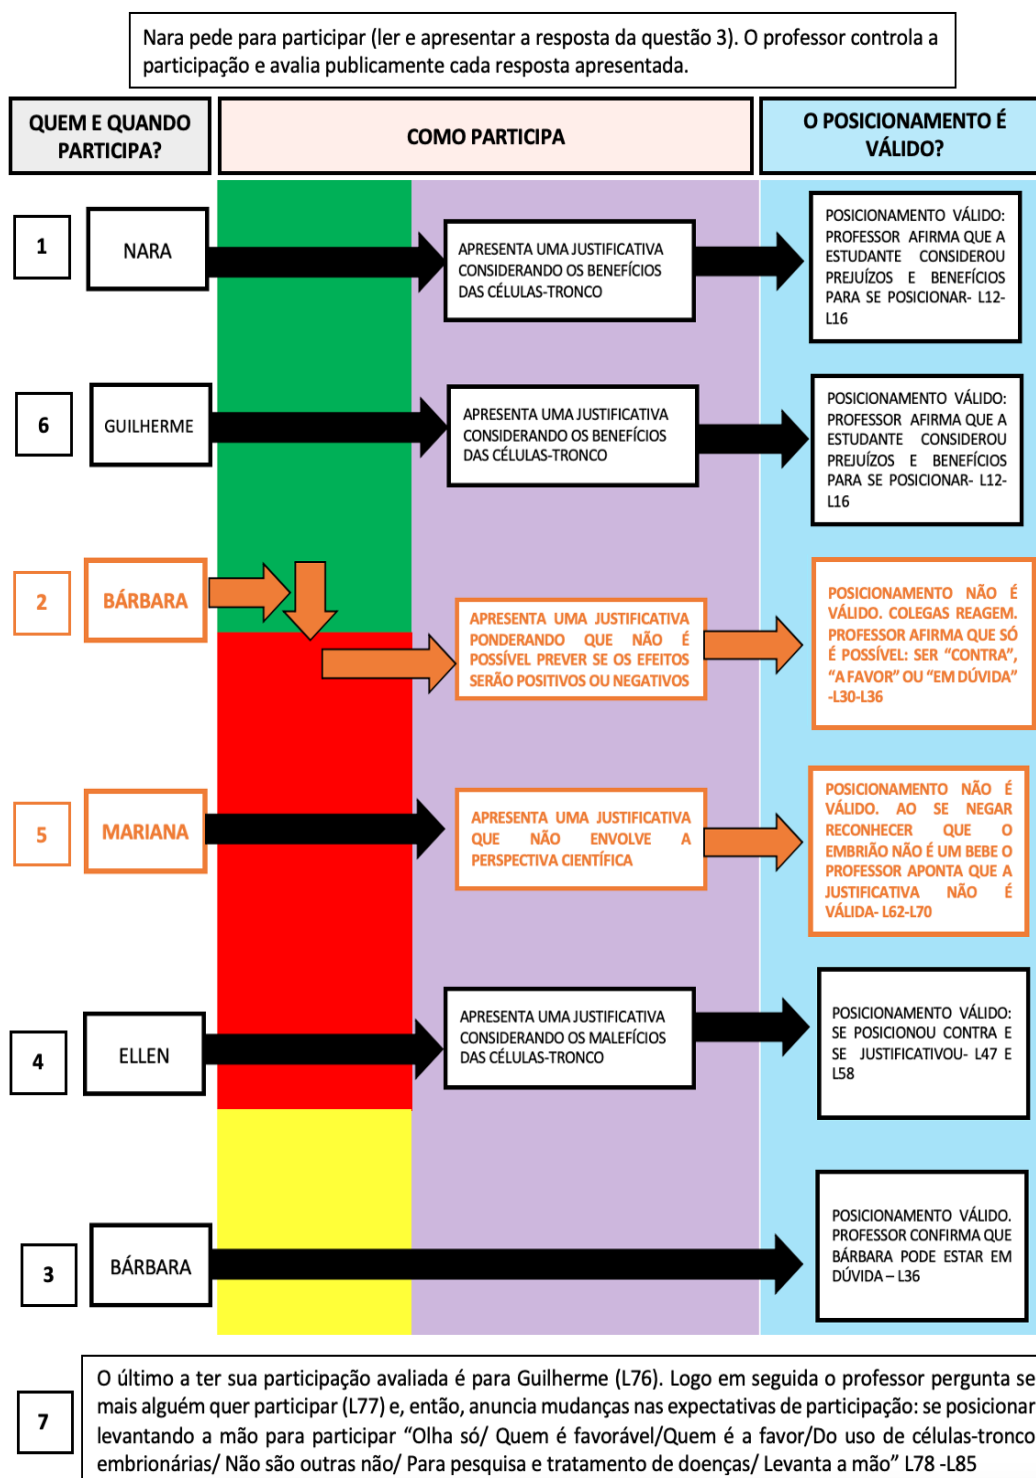 Nara pede para participar (ler e apresentar a resposta da questão 3). O professor controla a
participação e avalia publicamente cada resposta apresentada.
QUEM E QUANDO
PARTICIPA?
COMO PARTICIPA
O POSICIONAMENTO É
VÁLIDO?
1
NARA
APRESENTA UMA JUSTIFICATIVA
CONSIDERANDO OS BENEFÍCIOS
DAS CÉLULAS-TRONCO
POSICIONAMENTO VÁLIDO:
PROFESSOR AFIRMA QUE A
ESTUDANTE CONSIDEROU
PREJUÍZOS E BENEFÍCIOS
PARA SE POSICIONAR- L12-
L16
6
GUILHERME
APRESENTA UMA JUSTIFICATIVA
CONSIDERANDO OS BENEFÍCIOS
DAS CÉLULAS-TRONCO
POSICIONAMENTO VÁLIDO:
PROFESSOR AFIRMA QUE A
ESTUDANTE CONSIDEROU
PREJUÍZOS E BENEFÍCIOS
PARA SE POSICIONAR- L12-
L16
2
BÁRBARA
APRESENTA UMA JUSTIFICATIVA
PONDERANDO QUE NÃO É
POSSÍVEL PREVER SE OS EFEITOS
SERÃO POSITIVOS OU NEGATIVOS
POSICIONAMENTO NÃO É
VÁLIDO. COLEGAS REAGEM.
PROFESSOR AFIRMA QUE SÓ
É POSSÍVEL: SER “CONTRA”,
“A FAVOR” OU “EM DÚVIDA”
-L30-L36
5
MARIANA
APRESENTA UMA JUSTIFICATIVA
QUE NÃO ENVOLVE A
PERSPECTIVA CIENTÍFICA
POSICIONAMENTO NÃO É
VÁLIDO. AO SE NEGAR
RECONHECER QUE O
EMBRIÃO NÃO É UM BEBE O
PROFESSOR APONTA QUE A
JUSTIFICATIVA NÃO É
VÁLIDA- L62-L70
4
ELLEN
APRESENTA UMA JUSTIFICATIVA
CONSIDERANDO OS MALEFÍCIOS
DAS CÉLULAS-TRONCO
POSICIONAMENTO VÁLIDO:
SE POSICIONOU CONTRA E
SE JUSTIFICATIVOU- L47 E
L58
3
BÁRBARA
POSICIONAMENTO VÁLIDO.
PROFESSOR CONFIRMA QUE
BÁRBARA PODE ESTAR EM
DÚVIDA – L36
7
O último a ter sua participação avaliada é para Guilherme (L76). Logo em seguida o professor pergunta se
mais alguém quer participar (L77) e, então, anuncia mudanças nas expectativas de participação: se posicionar
levantando a mão para participar “Olha só/ Quem é favorável/Quem é a favor/Do uso de células-tronco
embrionárias/ Não são outras não/ Para pesquisa e tratamento de doenças/ Levanta a mão” L78 -L85